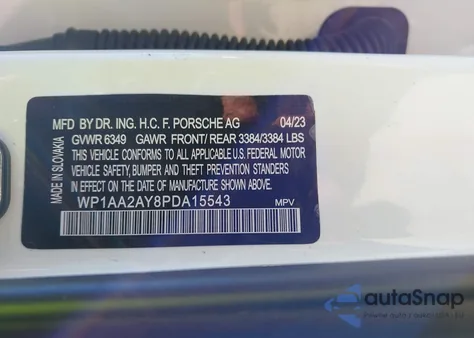 MFD BY DR. ING. H.C. F. PORSCHE AG 04/23
GVWR 6349 GAWR FRONT/ REAR 3384/3384 LBS
THIS VEHICLE CONFORMS TO ALL APPLICABLE U.S. FEDERAL MOTOR
VEHICLE SAFETY, BUMPER AND THEFT PREVENTION STANDARDS
IN EFFECT ON THE DATE OF MANUFACTURE SHOWN ABOVE.
WP1AA2AY8PDA15543 MPV
MADE IN SLOVAKIA
autaSnap